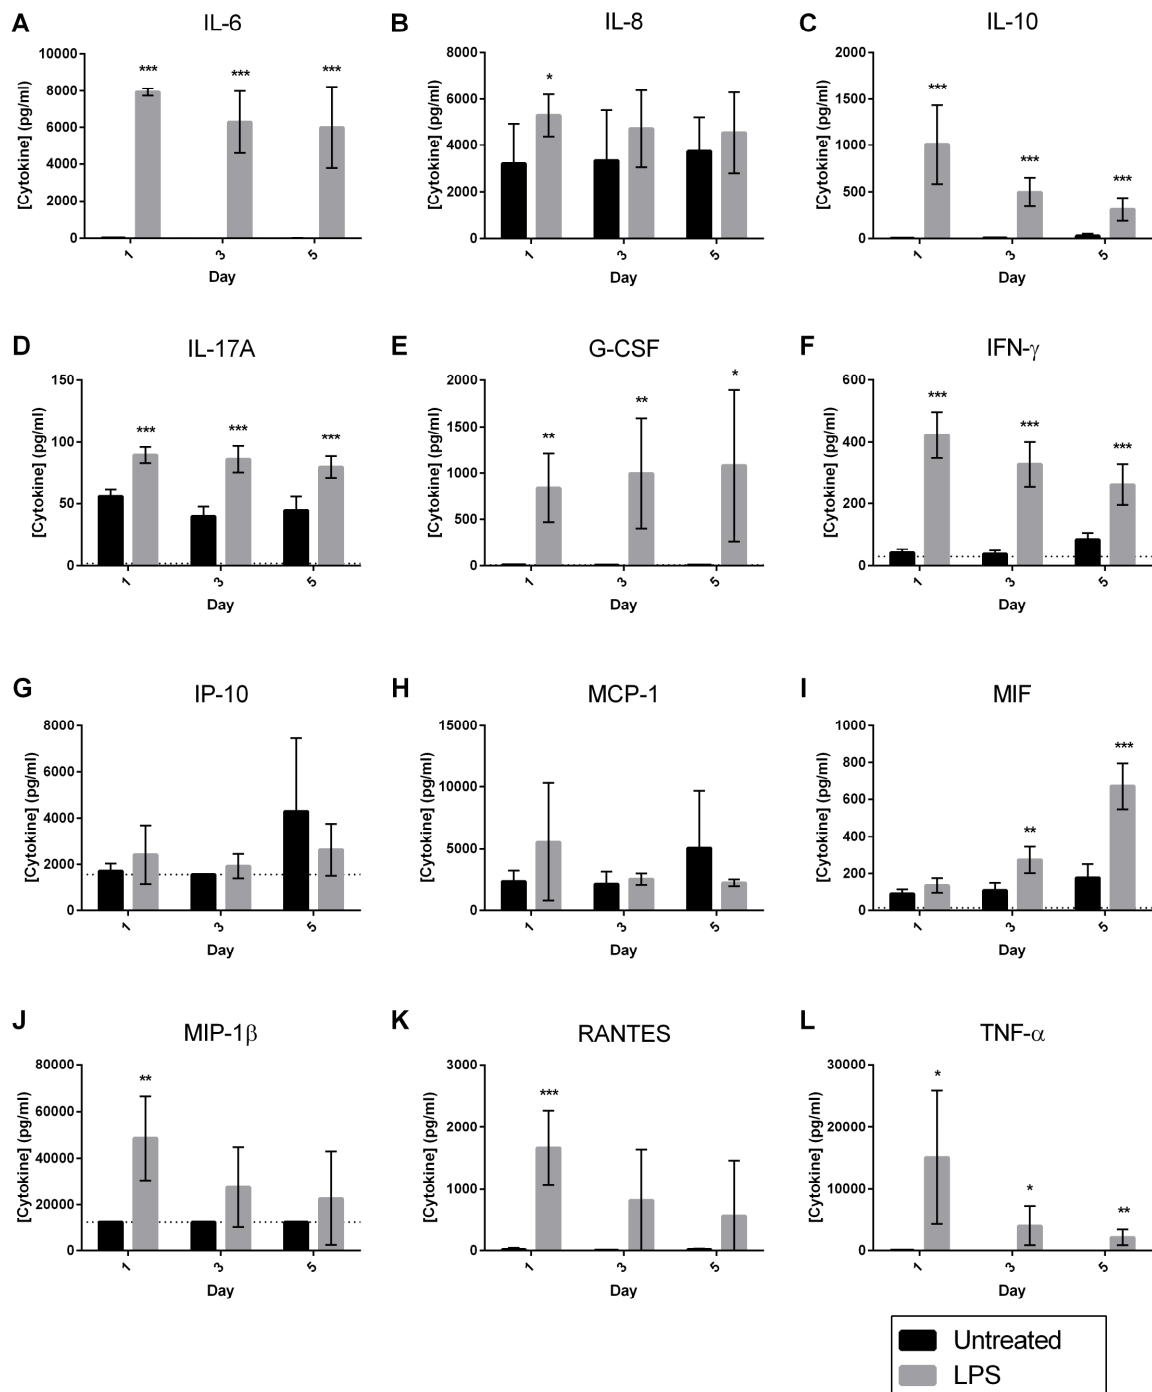 A IL-6
[Cytokine] (pg/ml)
10000
8000
6000
4000
2000
0
***
***
***
1 3 5
Day
B IL-8
[Cytokine] (pg/ml)
8000
6000
4000
2000
0
*
1 3 5
Day
C IL-10
[Cytokine] (pg/ml)
2000
1500
1000
500
0
***
***
***
1 3 5
Day
D IL-17A
[Cytokine] (pg/ml)
150
100
50
0
***
***
***
1 3 5
Day
E G-CSF
[Cytokine] (pg/ml)
2000
1500
1000
500
0
**
**
*
1 3 5
Day
F IFN-γ
[Cytokine] (pg/ml)
600
400
200
0
***
***
***
1 3 5
Day
G IP-10
[Cytokine] (pg/ml)
8000
6000
4000
2000
0
1 3 5
Day
H MCP-1
[Cytokine] (pg/ml)
15000
10000
5000
0
1 3 5
Day
I MIF
[Cytokine] (pg/ml)
1000
800
600
400
200
0
**
***
1 3 5
Day
J MIP-1β
[Cytokine] (pg/ml)
80000
60000
40000
20000
0
**
1 3 5
Day
K RANTES
[Cytokine] (pg/ml)
3000
2000
1000
0
***
1 3 5
Day
L TNF-α
[Cytokine] (pg/ml)
30000
20000
10000
0
*
*
**
1 3 5
Day
Untreated
LPS